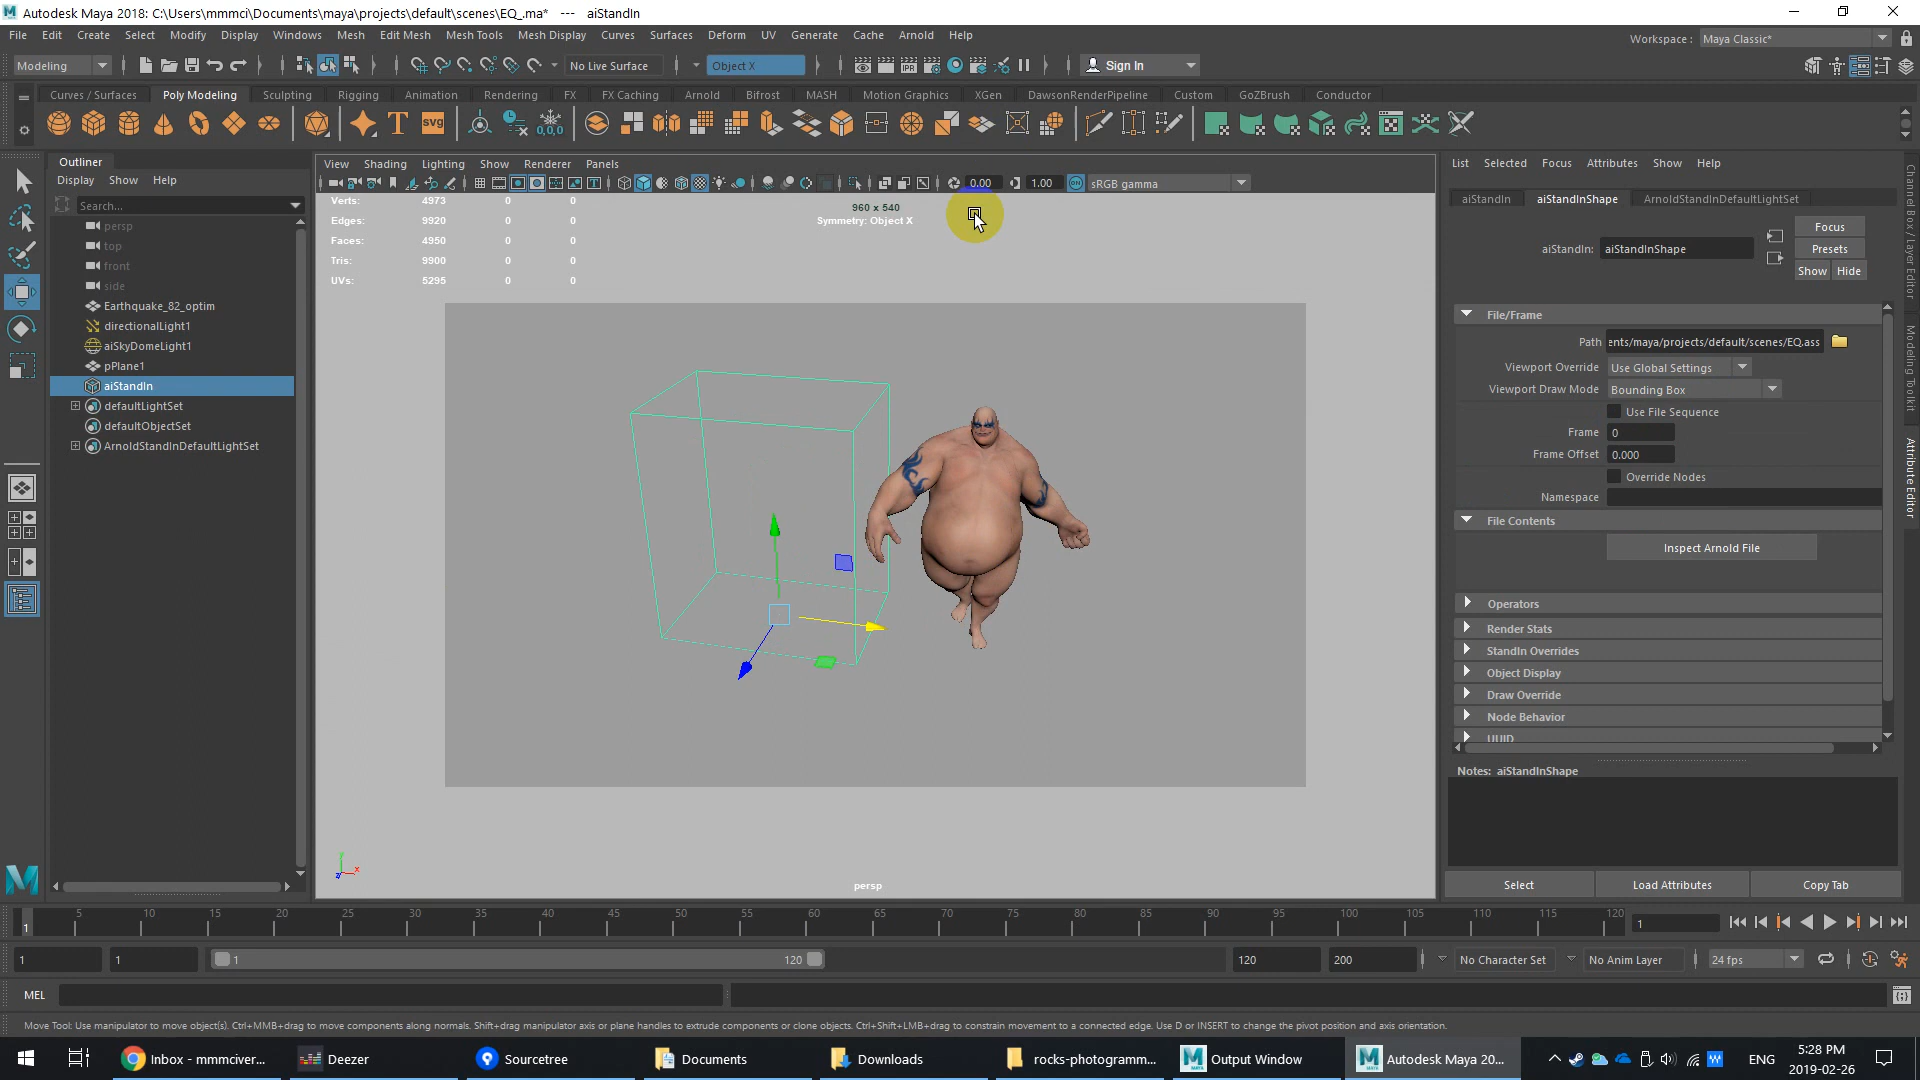 Autodesk Maya 2018: C:\Users\mmmci\Documents\maya\projects\default\scenes\EQ_.ma*   ---   aiStandIn
File Edit Create Select Modify Display Windows Mesh Edit Mesh Mesh Tools Mesh Display Curves Surfaces Deform UV Generate Cache Arnold Help
Workspace : Maya Classic*
Modeling No Live Surface Object X Sign In
Curves / Surfaces Poly Modeling Sculpting Rigging Animation Rendering FX FX Caching Arnold Bifrost MASH Motion Graphics XGen DawsonRenderPipeline Custom GoZBrush Conductor
T svg 0,0,0
Outliner
Display Show Help
Search...
persp
top
front
side
Earthquake_82_optim
directionalLight1
aiSkyDomeLight1
pPlane1
aiStandIn
defaultLightSet
defaultObjectSet
ArnoldStandInDefaultLightSet
View Shading Lighting Show Renderer Panels
0.00 1.00 ON sRGB gamma
Verts: 4973 0 0
Edges: 9920 0 0
Faces: 4950 0 0
Tris: 9900 0 0
UVs: 5295 0 0
960 x 540
Symmetry: Object X
y
x
z
persp
List Selected Focus Attributes Show Help
aiStandIn aiStandInShape ArnoldStandInDefaultLightSet
aiStandIn: aiStandInShape
Focus
Presets
Show Hide
File/Frame
Path ents/maya/projects/default/scenes/EQ.ass
Viewport Override Use Global Settings
Viewport Draw Mode Bounding Box
Use File Sequence
Frame 0
Frame Offset 0.000
Override Nodes
Namespace
File Contents
Inspect Arnold File
Operators
Render Stats
StandIn Overrides
Object Display
Draw Override
Node Behavior
UUID
Notes: aiStandInShape
Select Load Attributes Copy Tab
Channel Box / Layer Editor
Modeling Toolkit
Attribute Editor
1 5 10 15 20 25 30 35 40 45 50 55 60 65 70 75 80 85 90 95 100 105 110 115 120 1
1 1 1 120 120 200 No Character Set No Anim Layer 24 fps
MEL
Move Tool: Use manipulator to move object(s). Ctrl+MMB+drag to move components along normals. Shift+drag manipulator axis or plane handles to extrude components or clone objects. Ctrl+Shift+LMB+drag to constrain movement to a connected edge. Use D or INSERT to change the pivot position and axis orientation.
Inbox - mmmciver... Deezer Sourcetree Documents Downloads rocks-photogramm... Output Window Autodesk Maya 20... ENG 5:28 PM
2019-02-26